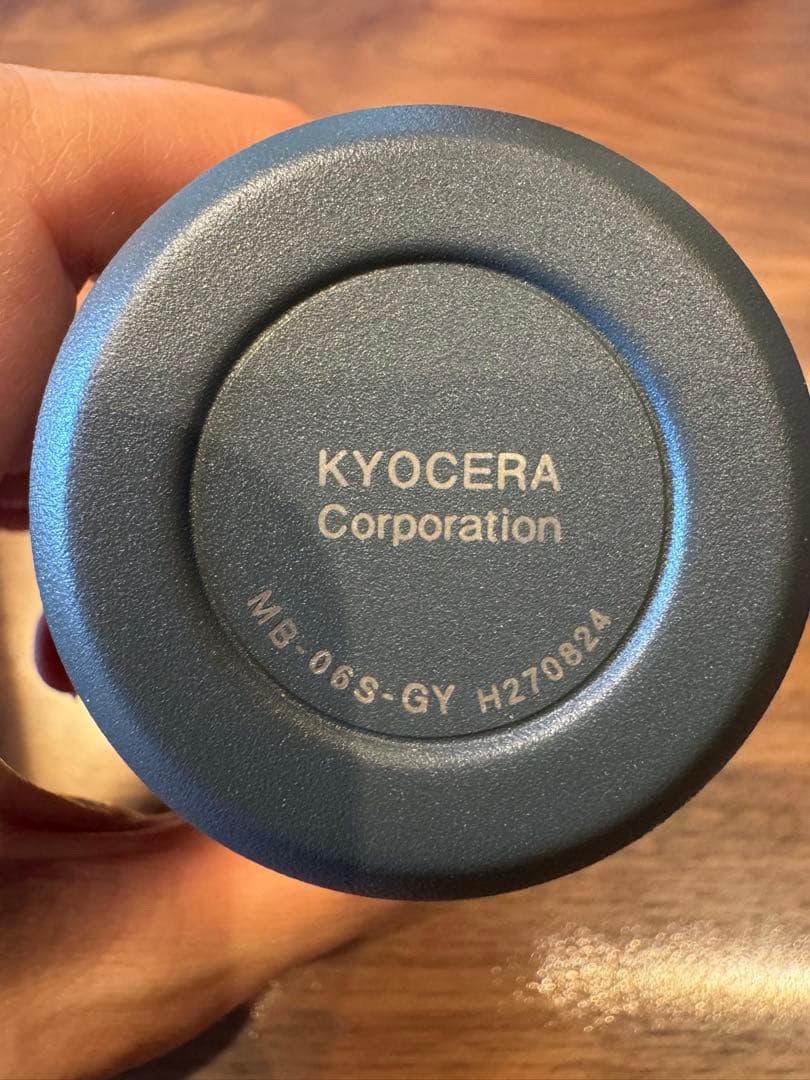 KYOCERA
Corporation
MB-06S-GY H270824